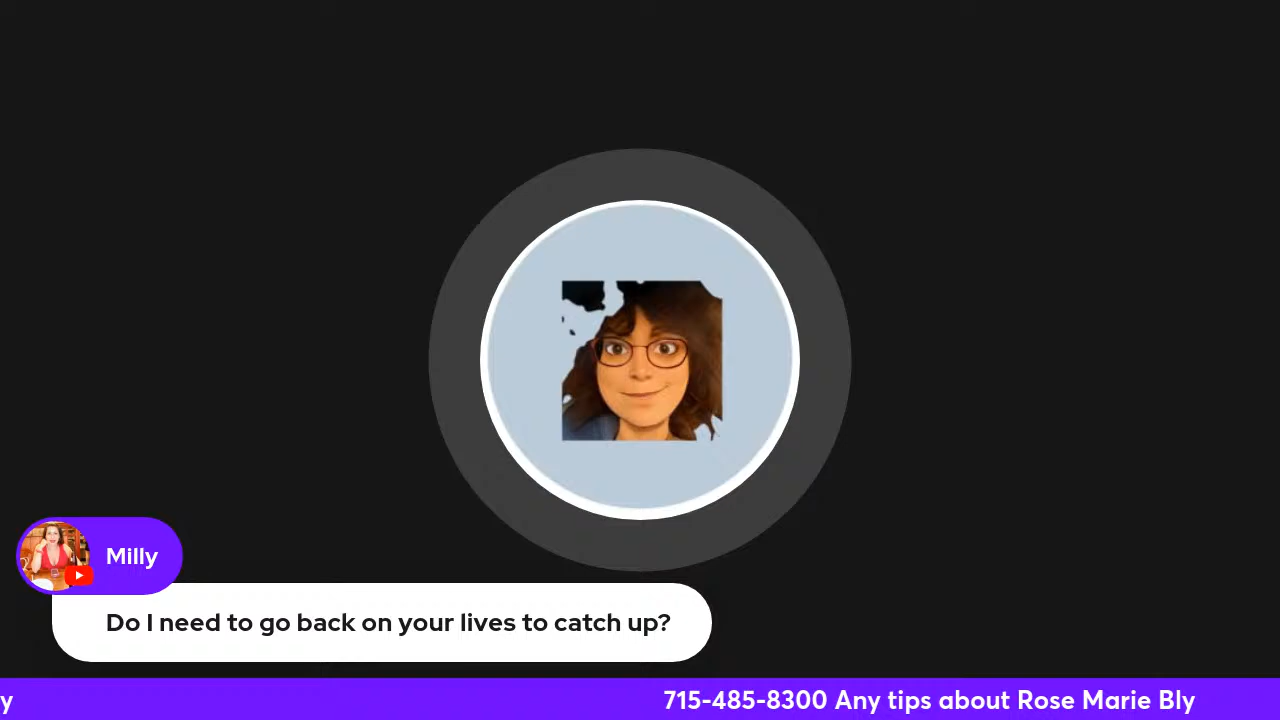 Milly
Do I need to go back on your lives to catch up?
y 715-485-8300 Any tips about Rose Marie Bly